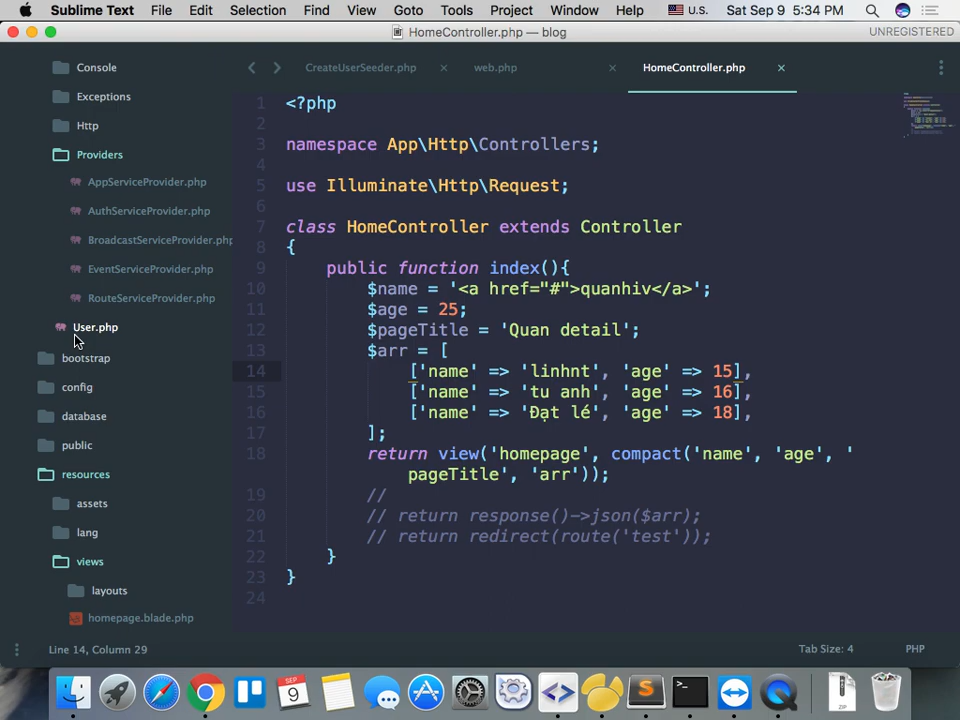 Sublime Text File Edit Selection Find View Goto Tools Project Window Help U.S. Sat Sep 9 5:34 PM
HomeController.php — blog UNREGISTERED
Console
Exceptions
Http
Providers
AppServiceProvider.php
AuthServiceProvider.php
BroadcastServiceProvider.php
EventServiceProvider.php
RouteServiceProvider.php
User.php
bootstrap
config
database
public
resources
assets
lang
views
layouts
homepage.blade.php
CreateUserSeeder.php × web.php × HomeController.php ×
1 <?php
2
3 namespace App\Http\Controllers;
4
5 use Illuminate\Http\Request;
6
7 class HomeController extends Controller
8 {
9 public function index(){
10 $name = '<a href="#">quanhiv</a>';
11 $age = 25;
12 $pageTitle = 'Quan detail';
13 $arr = [
14 ['name' => 'linhnt', 'age' => 15],
15 ['name' => 'tu anh', 'age' => 16],
16 ['name' => 'Đạt lé', 'age' => 18],
17 ];
18 return view('homepage', compact('name', 'age', '
pageTitle', 'arr'));
19 //
20 // return response()->json($arr);
21 // return redirect(route('test'));
22 }
23 }
24
Line 14, Column 29 Tab Size: 4 PHP
SEP
9
ZIP